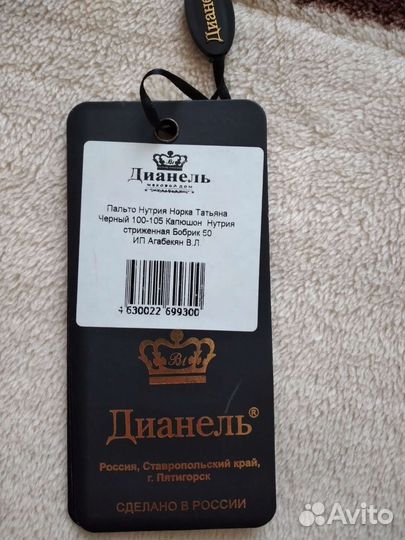 Дианель
Дианель
меховой дом
Пальто Нутрия Норка Татьяна
Черный 100-105 Капюшон Нутрия
стриженная Бобрик 50
ИП Агабекян В.Л
4 630022 699300
Дианель®
Россия, Ставропольский край,
г. Пятигорск
СДЕЛАНО В РОССИИ
Avito